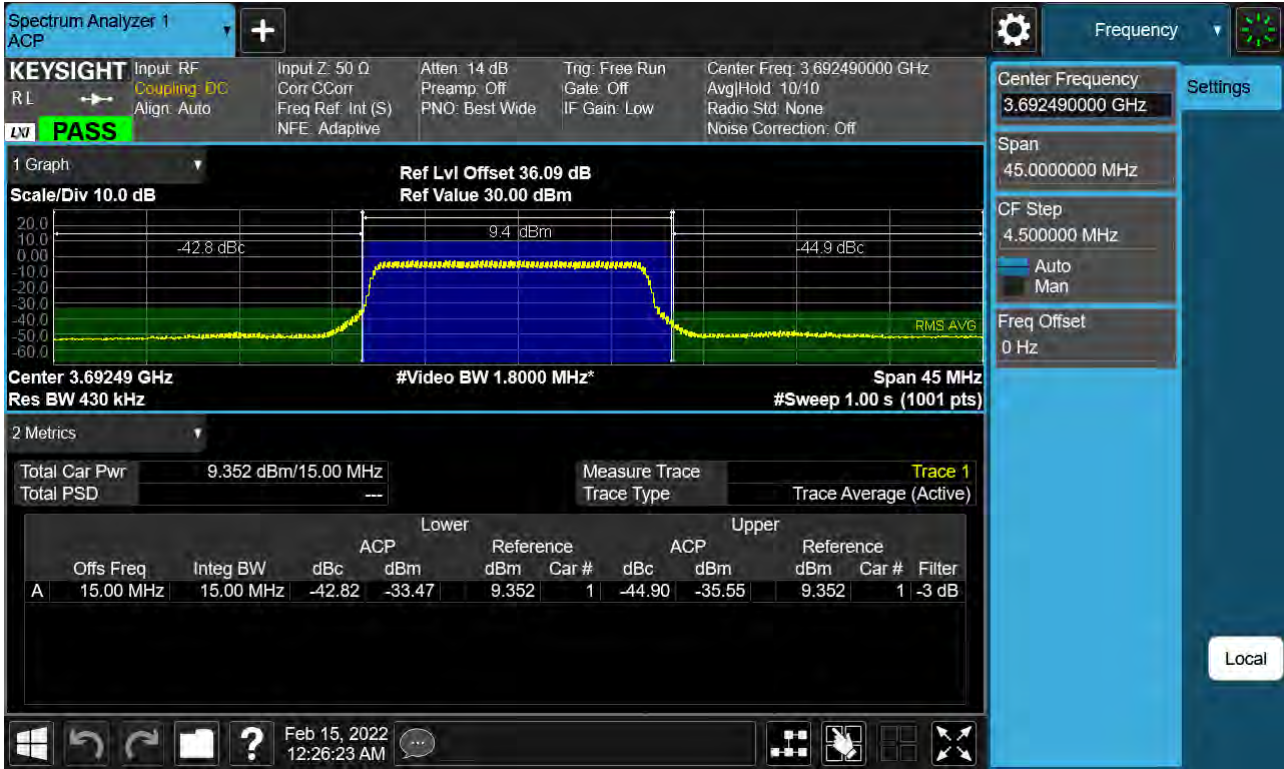 Spectrum Analyzer 1
ACP
Frequency
KEYSIGHT
R L
LXI PASS
Input: RF
Coupling: DC
Align: Auto
Input Z: 50 Ω
Corr CCorr
Freq Ref: Int (S)
NFE: Adaptive
Atten: 14 dB
Preamp: Off
PNO: Best Wide
Trig: Free Run
Gate: Off
IF Gain: Low
Center Freq: 3.692490000 GHz
Avg|Hold: 10/10
Radio Std: None
Noise Correction: Off
Center Frequency
3.692490000 GHz
Settings
Span
45.0000000 MHz
CF Step
4.500000 MHz
Auto
Man
Freq Offset
0 Hz
Local
1 Graph
Scale/Div 10.0 dB
Ref Lvl Offset 36.09 dB
Ref Value 30.00 dBm
20.0
10.0
0.00
-10.0
-20.0
-30.0
-40.0
-50.0
-60.0
-42.8 dBc
9.4 dBm
-44.9 dBc
RMS AVG
Center 3.69249 GHz #Video BW 1.8000 MHz* Span 45 MHz
Res BW 430 kHz #Sweep 1.00 s (1001 pts)
2 Metrics
Total Car Pwr 9.352 dBm/15.00 MHz Measure Trace Trace 1
Total PSD --- Trace Type Trace Average (Active)
Lower Upper
ACP Reference ACP Reference
Offs Freq Integ BW dBc dBm dBm Car # dBc dBm dBm Car # Filter
A 15.00 MHz 15.00 MHz -42.82 -33.47 9.352 1 -44.90 -35.55 9.352 1 -3 dB
Feb 15, 2022
12:26:23 AM